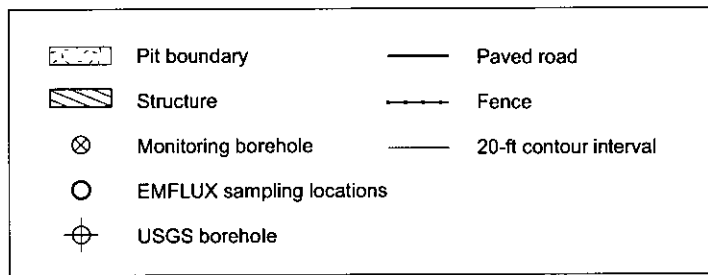 Pit boundary
Paved road
Structure
Fence
Monitoring borehole
20-ft contour interval
EMFLUX sampling locations
USGS borehole